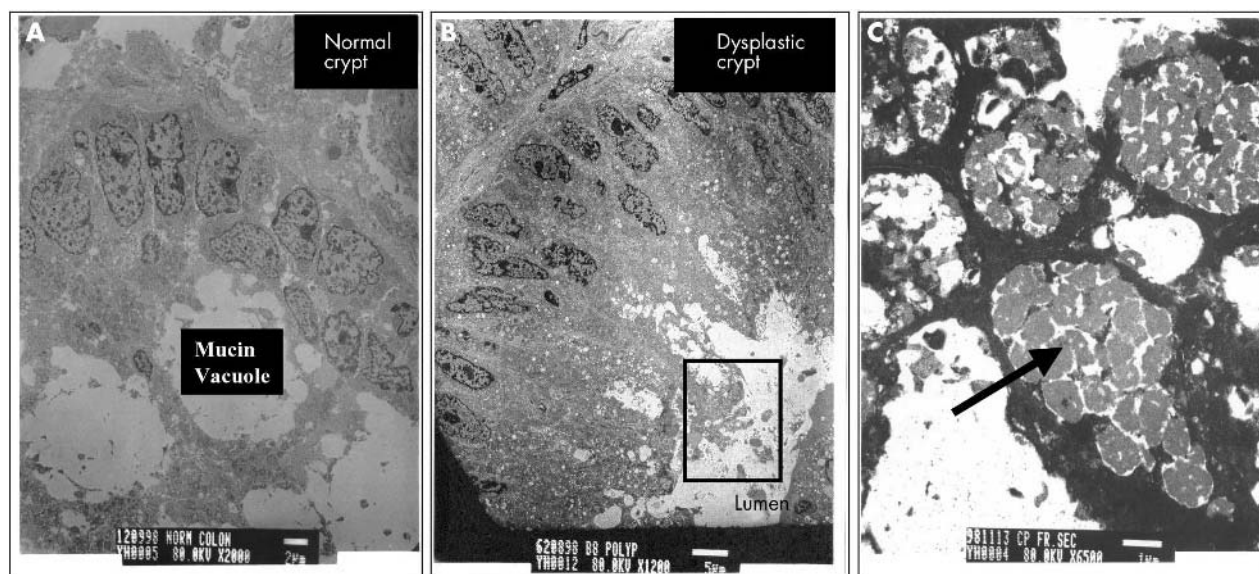 A
Normal
crypt
Mucin
Vacuole
120998 NORM COLON
YH0005 80.0KV X2000 2µm
B
Dysplastic
crypt
Lumen
620898 B8 POLYP
YH0012 80.0KV X1200 5µm
C
981113 CP FR.SEC
YH0004 80.0KV X6500 1µm